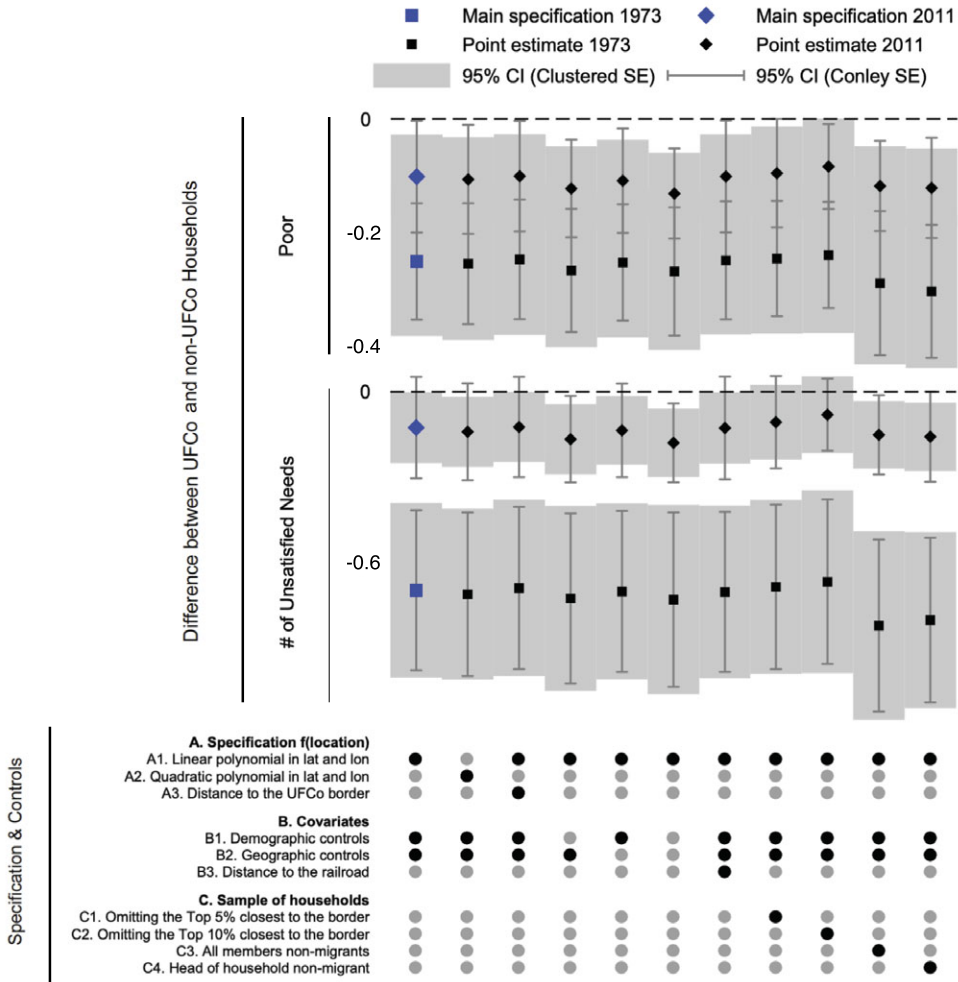 Main specification 1973
Main specification 2011
Point estimate 1973
Point estimate 2011
95% CI (Clustered SE)
95% CI (Conley SE)
Difference between UFCo and non-UFCo Households
Poor
0
-0.2
-0.4
# of Unsatisfied Needs
0
-0.6
Specification & Controls
A. Specification f(location)
A1. Linear polynomial in lat and lon
A2. Quadratic polynomial in lat and lon
A3. Distance to the UFCo border
B. Covariates
B1. Demographic controls
B2. Geographic controls
B3. Distance to the railroad
C. Sample of households
C1. Omitting the Top 5% closest to the border
C2. Omitting the Top 10% closest to the border
C3. All members non-migrants
C4. Head of household non-migrant